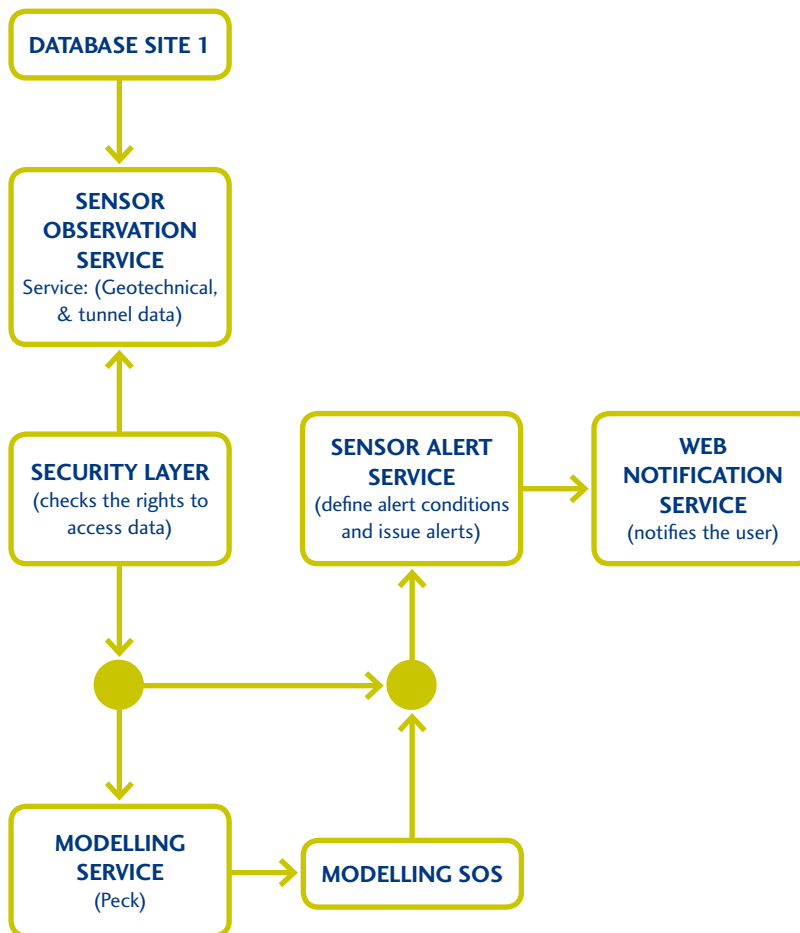 DATABASE SITE 1
SENSOR
OBSERVATION
SERVICE
Service: (Geotechnical,
& tunnel data)
SECURITY LAYER
(checks the rights to
access data)
SENSOR ALERT
SERVICE
(define alert conditions
and issue alerts)
WEB
NOTIFICATION
SERVICE
(notifies the user)
MODELLING
SERVICE
(Peck)
MODELLING SOS